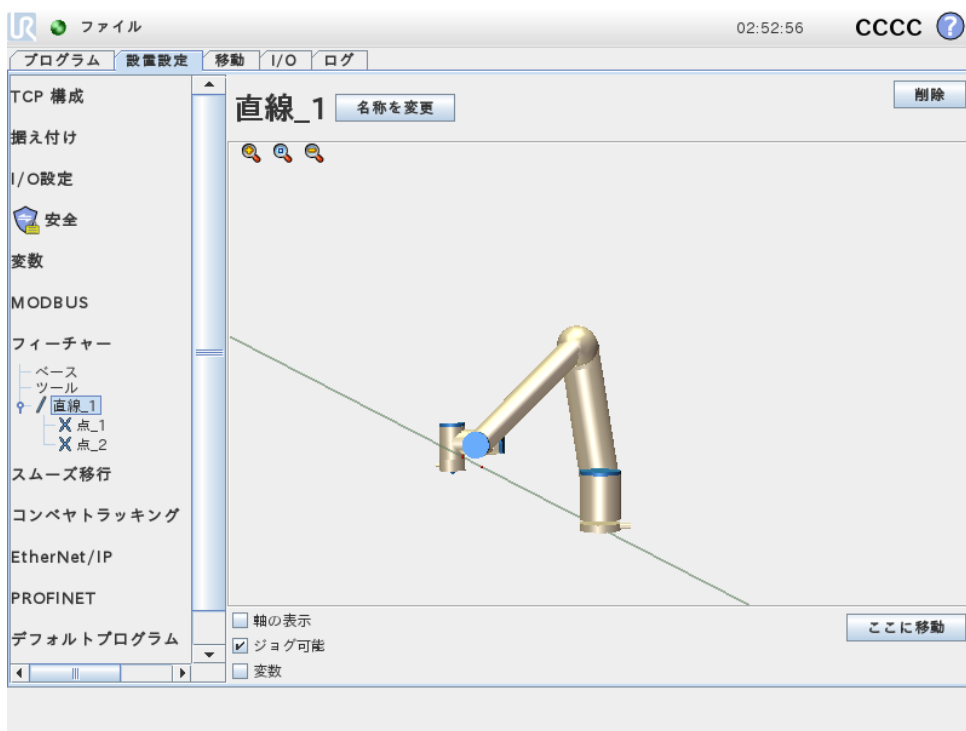 UR ファイル 02:52:56 CCCC ?
プログラム 設置設定 移動 I/O ログ
TCP 構成
据え付け
I/O設定
安全
変数
MODBUS
フィーチャー
ベース
ツール
直線_1
点_1
点_2
スムーズ移行
コンベヤトラッキング
EtherNet/IP
PROFINET
デフォルトプログラム
直線_1 名称を変更 削除
軸の表示
ジョグ可能
変数
ここに移動